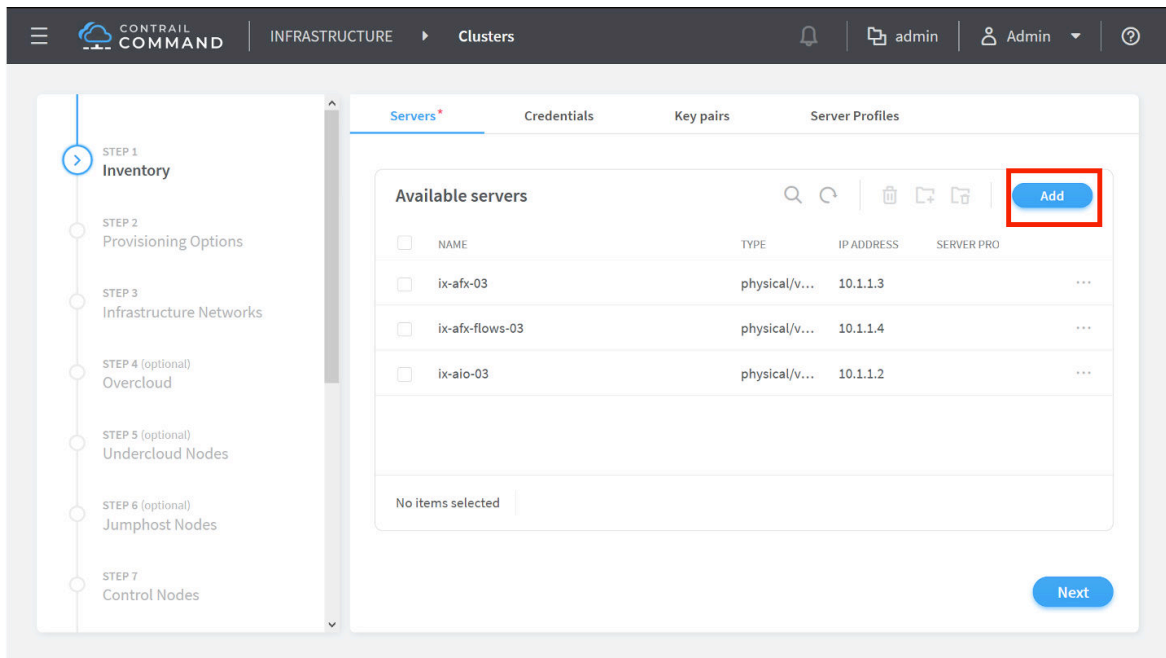 CONTRAIL
COMMAND
INFRASTRUCTURE
Clusters
admin
Admin
STEP 1
Inventory
STEP 2
Provisioning Options
STEP 3
Infrastructure Networks
STEP 4 (optional)
Overcloud
STEP 5 (optional)
Undercloud Nodes
STEP 6 (optional)
Jumphost Nodes
STEP 7
Control Nodes
Servers* Credentials Key pairs Server Profiles
Available servers
Add
NAME TYPE IP ADDRESS SERVER PRO
ix-afx-03 physical/v... 10.1.1.3
ix-afx-flows-03 physical/v... 10.1.1.4
ix-aio-03 physical/v... 10.1.1.2
No items selected
Next